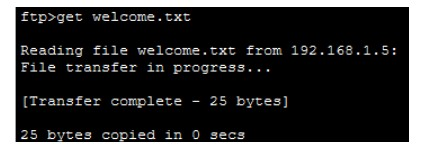 ftp>get welcome.txt
Reading file welcome.txt from 192.168.1.5:
File transfer in progress...
[Transfer complete - 25 bytes]
25 bytes copied in 0 secs